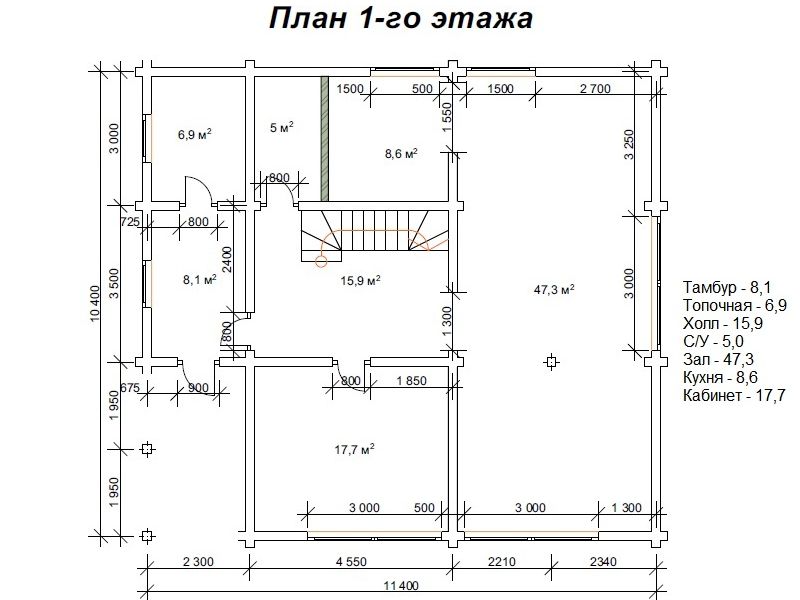 План 1-го этажа
1500
500
1500
2 700
3 000
6,9 м²
5 м²
8,6 м²
1 550
3 250
800
725
800
2400
8,1 м²
15,9 м²
47,3 м²
3 000
3 500
10 400
800
1 300
Тамбур - 8,1
Топочная - 6,9
Холл - 15,9
С/У - 5,0
Зал - 47,3
Кухня - 8,6
Кабинет - 17,7
675
900
800
1 850
1 950
17,7 м²
1 950
3 000
500
3 000
1 300
2 300
4 550
2210
2340
11 400